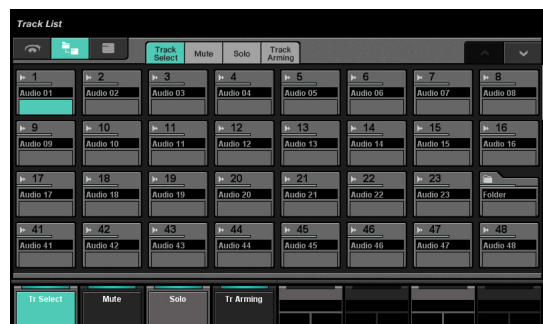 Track List
Track Select Mute Solo Track Arming
1 2 3 4 5 6 7 8
Audio 01 Audio 02 Audio 03 Audio 04 Audio 05 Audio 06 Audio 07 Audio 08
9 10 11 12 13 14 15 16
Audio 09 Audio 10 Audio 11 Audio 12 Audio 13 Audio 14 Audio 15 Audio 16
17 18 19 20 21 22 23
Audio 17 Audio 18 Audio 19 Audio 20 Audio 21 Audio 22 Audio 23 Folder
41 42 43 44 45 46 47 48
Audio 41 Audio 42 Audio 43 Audio 44 Audio 45 Audio 46 Audio 47 Audio 48
Tr Select Mute Solo Tr Arming